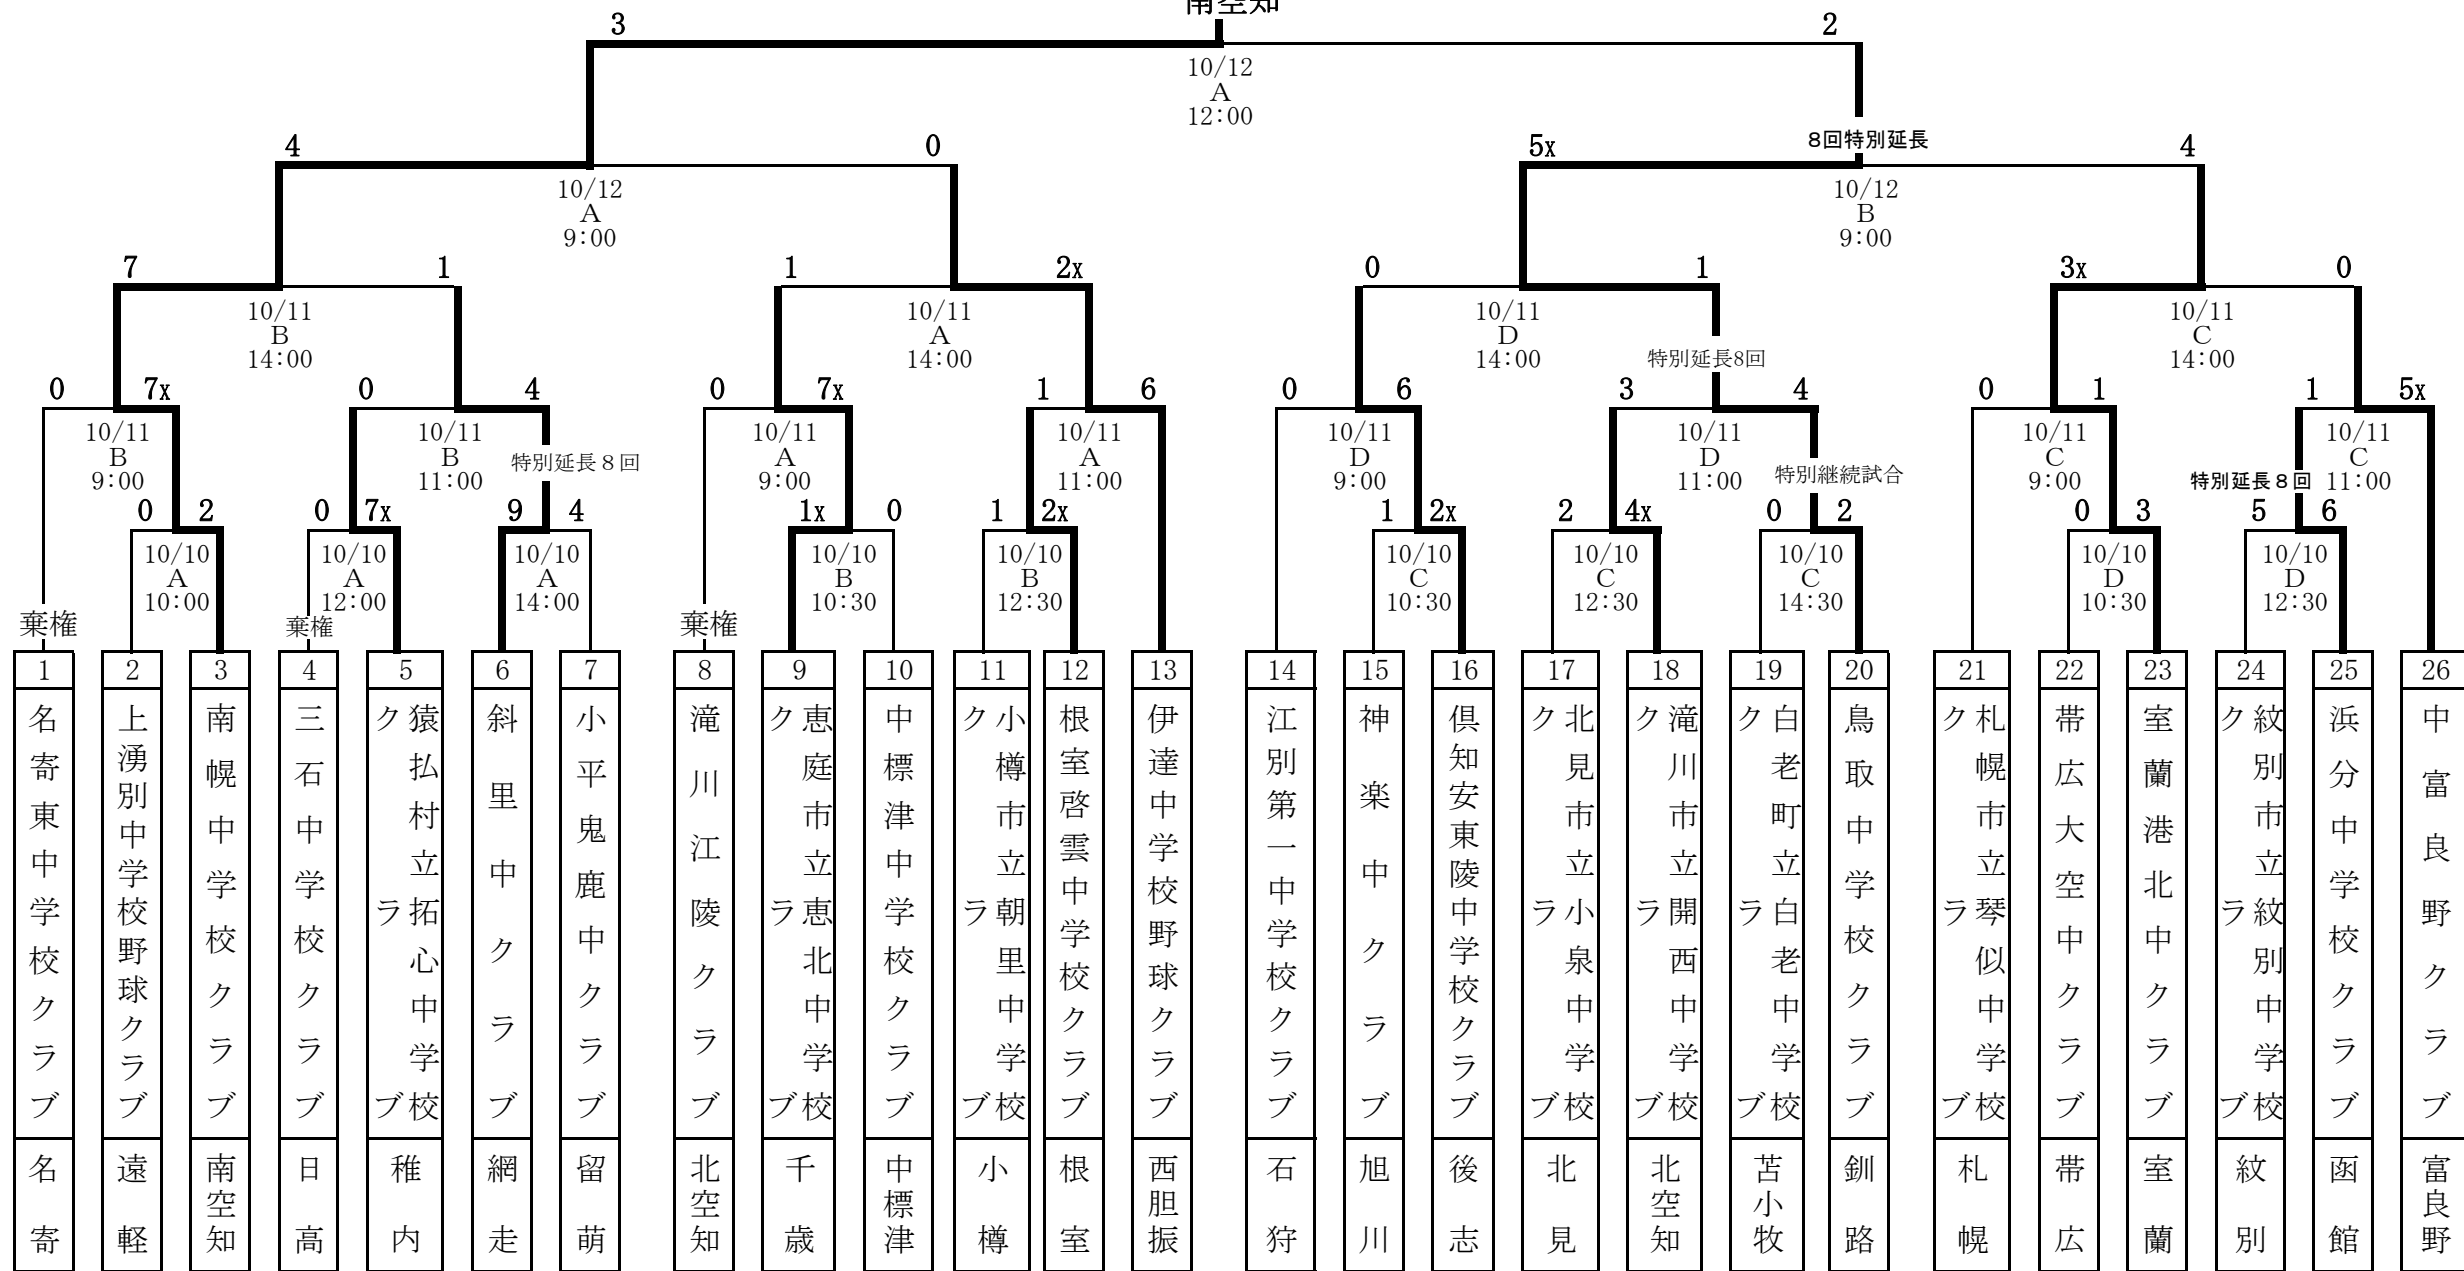 南空知
3 2
10/12
A
12:00
8回特別延長
4 0 5x 4
10/12 10/12
A B
9:00 9:00
7 1 1 2x 0 1 3x 0
10/11 10/11 10/11 10/11
B A D C
14:00 14:00 14:00 14:00
特別延長8回
0 7x 0 4 0 7x 1 6 0 6 3 4 0 1 1 5x
10/11 10/11 10/11 10/11 10/11 10/11 10/11 10/11
B B A A D D C C
9:00 11:00 9:00 11:00 9:00 11:00 9:00 11:00
特別延長８回 特別継続試合 特別延長８回
0 2 0 7x 9 4 1x 0 1 2x 1 2x 2 4x 0 2 0 3 5 6
10/10 10/10 10/10 10/10 10/10 10/10 10/10 10/10 10/10 10/10
A A A B B C C C D D
10:00 12:00 14:00 10:30 12:30 10:30 12:30 14:30 10:30 12:30
棄権 棄権 棄権
1 2 3 4 5 6 7 8 9 10 11 12 13 14 15 16 17 18 19 20 21 22 23 24 25 26
名寄東中学校クラブ
上湧別中学校野球クラブ
南幌中学校クラブ
三石中学校クラブ
猿払村立拓心中学校クラブ
斜里中クラブ
小平鬼鹿中クラブ
滝川江陵クラブ
恵庭市立恵北中学校クラブ
中標津中学校クラブ
小樽市立朝里中学校クラブ
根室啓雲中学校クラブ
伊達中学校野球クラブ
江別第一中学校クラブ
神楽中クラブ
倶知安東陵中学校クラブ
北見市立小泉中学校クラブ
滝川市立開西中学校クラブ
白老町立白老中学校クラブ
鳥取中学校クラブ
札幌市立琴似中学校クラブ
帯広大空中クラブ
室蘭港北中クラブ
紋別市立紋別中学校クラブ
浜分中学校クラブ
中富良野クラブ
名寄
遠軽
南空知
日高
稚内
網走
留萌
北空知
千歳
中標津
小樽
根室
西胆振
石狩
旭川
後志
北見
北空知
苫小牧
釧路
札幌
帯広
室蘭
紋別
函館
富良野